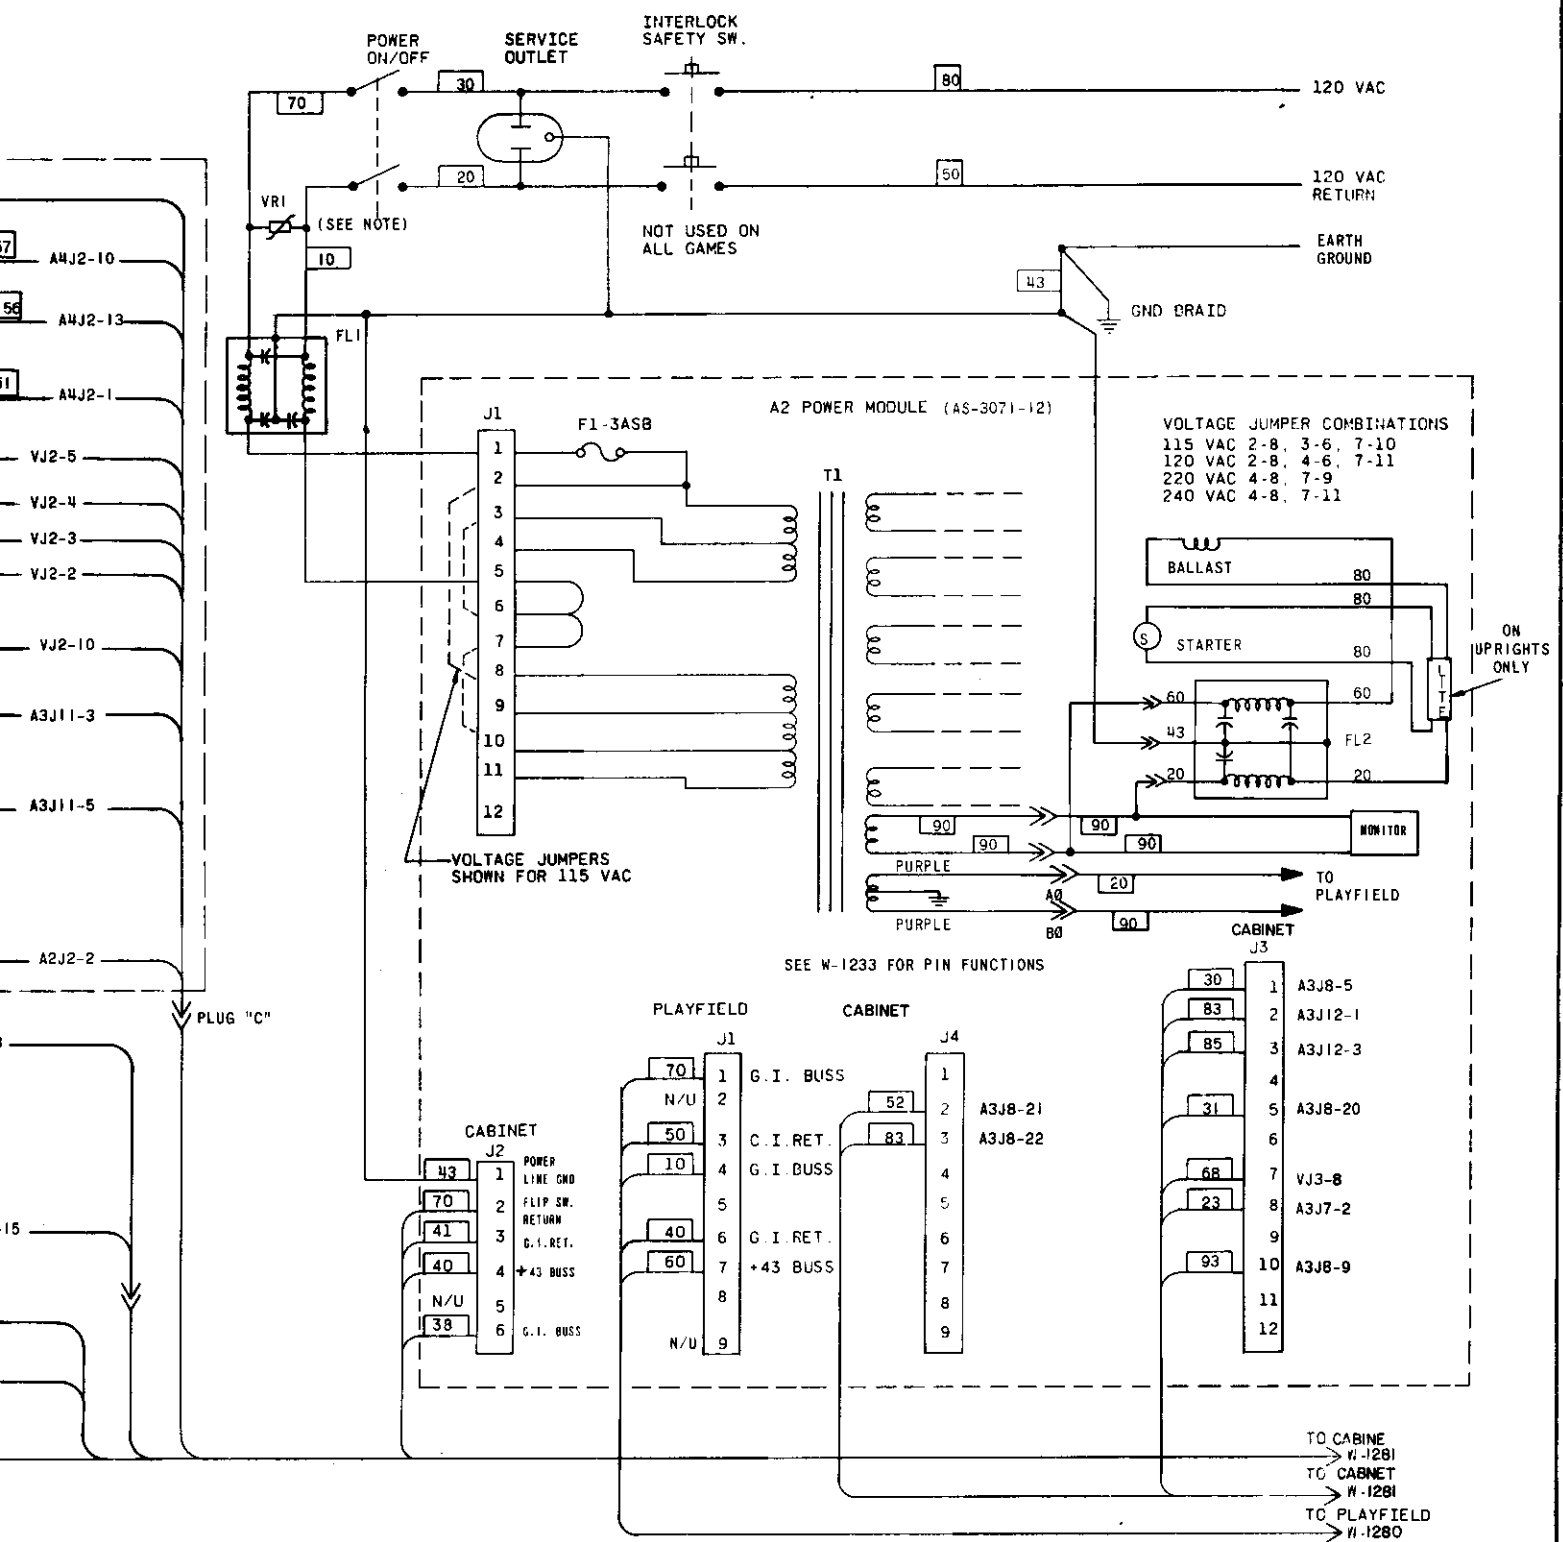 INTERLOCK
SAFETY SW.
POWER
ON/OFF
SERVICE
OUTLET
70
30
80
120 VAC
20
50
120 VAC
RETURN
VR1
(SEE NOTE)
10
NOT USED ON
ALL GAMES
EARTH
GROUND
43
GND BRAID
FL1
57
A4J2-10
56
A4J2-13
51
A4J2-1
VJ2-5
VJ2-4
VJ2-3
VJ2-2
VJ2-10
A3J11-3
A3J11-5
A2J2-2
PLUG "C"
-15
A2 POWER MODULE (AS-3071-12)
J1
F1-3ASB
1
2
3
4
5
6
7
8
9
10
11
12
T1
VOLTAGE JUMPER COMBINATIONS
115 VAC 2-8, 3-6, 7-10
120 VAC 2-8, 4-6, 7-11
220 VAC 4-8, 7-9
240 VAC 4-8, 7-11
BALLAST
80
80
S
STARTER
80
LITE
ON
UPRIGHTS
ONLY
60
60
43
FL2
20
20
90
90
MONITOR
90
90
PURPLE
A0
20
TO
PLAYFIELD
PURPLE
B0
90
VOLTAGE JUMPERS
SHOWN FOR 115 VAC
SEE W-1233 FOR PIN FUNCTIONS
CABINET
J3
30 1 A3J8-5
83 2 A3J12-1
85 3 A3J12-3
4
31 5 A3J8-20
6
68 7 VJ3-8
23 8 A3J7-2
9
93 10 A3J8-9
11
12
PLAYFIELD
J1
70 1 G.I. BUSS
N/U 2
50 3 C.I.RET.
10 4 G.I.BUSS
5
40 6 G.I.RET.
60 7 +43 BUSS
8
N/U 9
CABINET
J4
1
52 2 A3J8-21
83 3 A3J8-22
4
5
6
7
8
9
CABINET
J2
43 1 POWER
LINE GND
70 2 FLIP SW.
RETURN
41 3 G.I.RET.
40 4 +43 BUSS
N/U 5
38 6 G.I. BUSS
TO CABINE
W-1281
TO CABNET
W-1281
TO PLAYFIELD
W-1280